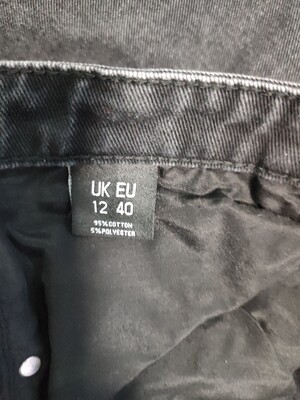 UK EU
12 40
95% COTTON
5% POLYESTER